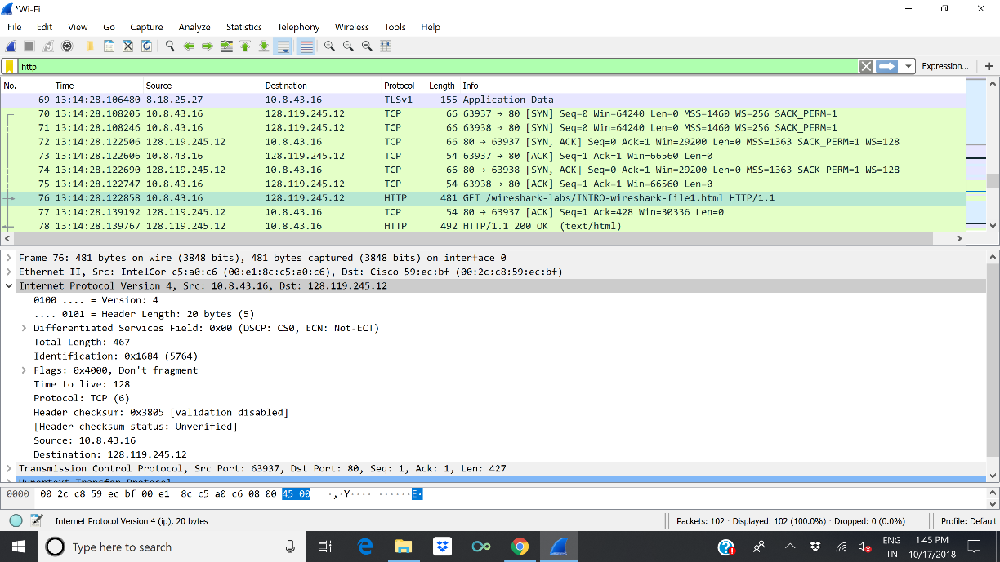 *Wi-Fi
File Edit View Go Capture Analyze Statistics Telephony Wireless Tools Help
http Expression... +
No. Time Source Destination Protocol Length Info
69 13:14:28.106480 8.18.25.27 10.8.43.16 TLSv1 155 Application Data
70 13:14:28.108205 10.8.43.16 128.119.245.12 TCP 66 63937 → 80 [SYN] Seq=0 Win=64240 Len=0 MSS=1460 WS=256 SACK_PERM=1
71 13:14:28.108246 10.8.43.16 128.119.245.12 TCP 66 63938 → 80 [SYN] Seq=0 Win=64240 Len=0 MSS=1460 WS=256 SACK_PERM=1
72 13:14:28.122506 128.119.245.12 10.8.43.16 TCP 66 80 → 63937 [SYN, ACK] Seq=0 Ack=1 Win=29200 Len=0 MSS=1363 SACK_PERM=1 WS=128
73 13:14:28.122606 10.8.43.16 128.119.245.12 TCP 54 63937 → 80 [ACK] Seq=1 Ack=1 Win=66560 Len=0
74 13:14:28.122690 128.119.245.12 10.8.43.16 TCP 66 80 → 63938 [SYN, ACK] Seq=0 Ack=1 Win=29200 Len=0 MSS=1363 SACK_PERM=1 WS=128
75 13:14:28.122747 10.8.43.16 128.119.245.12 TCP 54 63938 → 80 [ACK] Seq=1 Ack=1 Win=66560 Len=0
76 13:14:28.122858 10.8.43.16 128.119.245.12 HTTP 481 GET /wireshark-labs/INTRO-wireshark-file1.html HTTP/1.1
77 13:14:28.139192 128.119.245.12 10.8.43.16 TCP 54 80 → 63937 [ACK] Seq=1 Ack=428 Win=30336 Len=0
78 13:14:28.139767 128.119.245.12 10.8.43.16 HTTP 492 HTTP/1.1 200 OK (text/html)
Frame 76: 481 bytes on wire (3848 bits), 481 bytes captured (3848 bits) on interface 0
Ethernet II, Src: IntelCor_c5:a0:c6 (00:e1:8c:c5:a0:c6), Dst: Cisco_59:ec:bf (00:2c:c8:59:ec:bf)
Internet Protocol Version 4, Src: 10.8.43.16, Dst: 128.119.245.12
0100 .... = Version: 4
.... 0101 = Header Length: 20 bytes (5)
Differentiated Services Field: 0x00 (DSCP: CS0, ECN: Not-ECT)
Total Length: 467
Identification: 0x1684 (5764)
Flags: 0x4000, Don't fragment
Time to live: 128
Protocol: TCP (6)
Header checksum: 0x3805 [validation disabled]
[Header checksum status: Unverified]
Source: 10.8.43.16
Destination: 128.119.245.12
Transmission Control Protocol, Src Port: 63937, Dst Port: 80, Seq: 1, Ack: 1, Len: 427
Hypertext Transfer Protocol
0000 00 2c c8 59 ec bf 00 e1 8c c5 a0 c6 08 00 45 00 ·,·Y···· ······E·
Internet Protocol Version 4 (ip), 20 bytes Packets: 102 · Displayed: 102 (100.0%) · Dropped: 0 (0.0%) Profile: Default
Type here to search ENG 1:45 PM
TN 10/17/2018